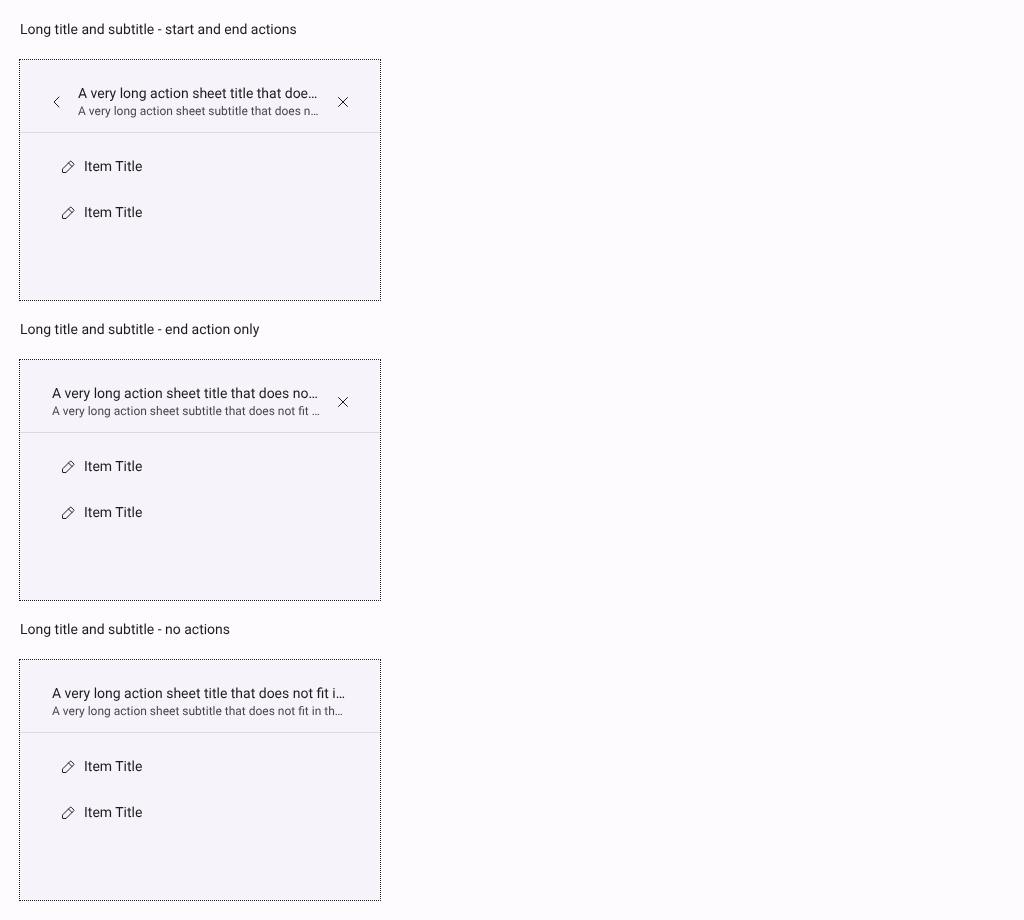 Long title and subtitle - start and end actions
A very long action sheet title that doe…
A very long action sheet subtitle that does n…
Item Title
Item Title
Long title and subtitle - end action only
A very long action sheet title that does no…
A very long action sheet subtitle that does not fit …
Item Title
Item Title
Long title and subtitle - no actions
A very long action sheet title that does not fit i…
A very long action sheet subtitle that does not fit in th…
Item Title
Item Title